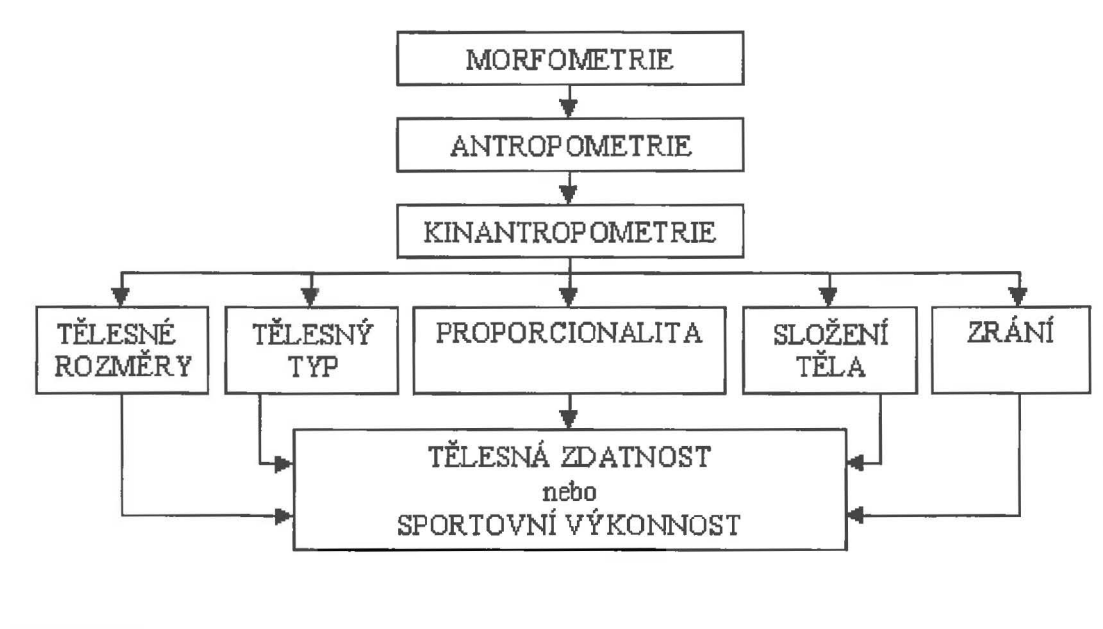 MORFOMETRIE
ANTROPOMETRIE
KINANTROPOMETRIE
TĚLESNÉ
ROZMĚRY
TĚLESNÝ
TYP
PROPORCIONALITA
SLOŽENÍ
TĚLA
ZRÁNÍ
TĚLESNÁ ZDATNOST
nebo
SPORTOVNÍ VÝKONNOST